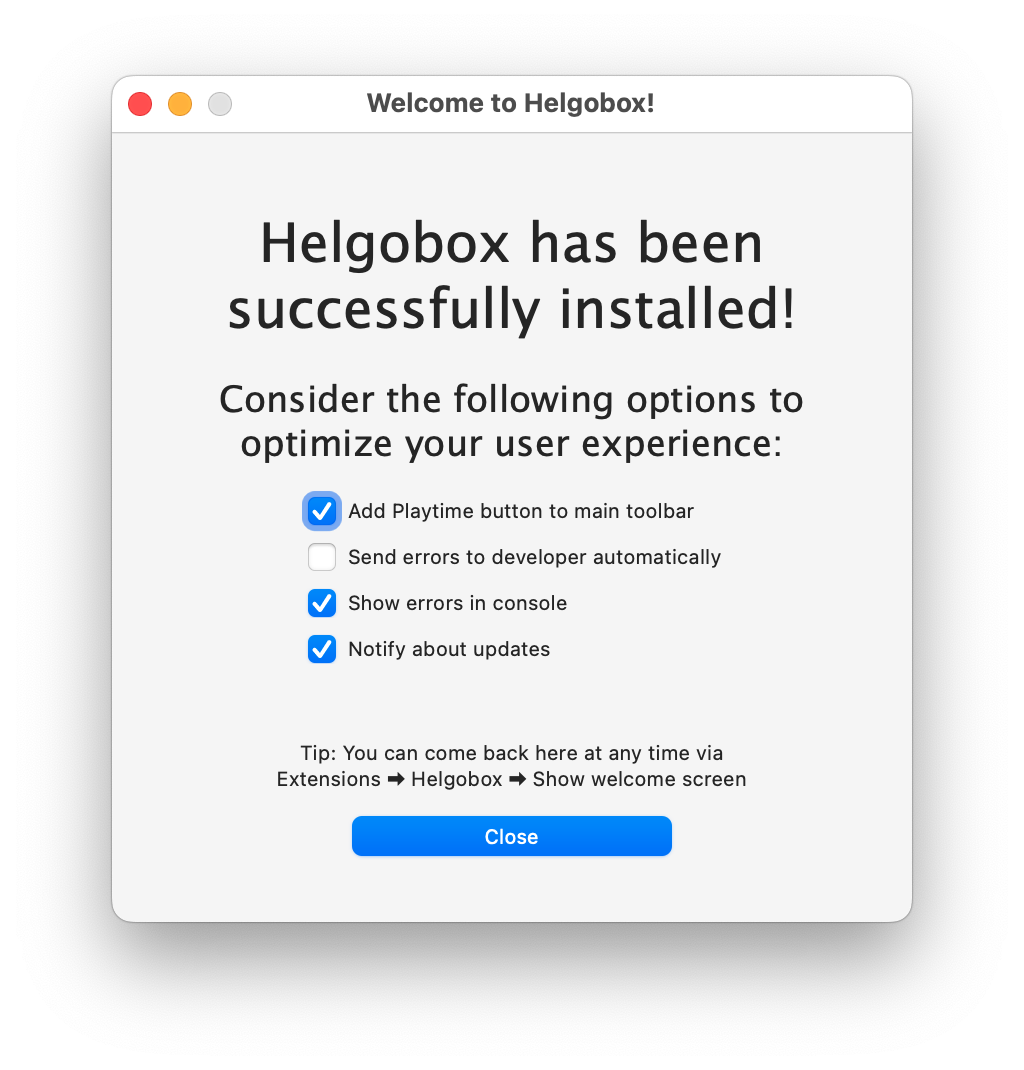 Welcome to Helgobox!
Helgobox has been
successfully installed!
Consider the following options to
optimize your user experience:
Add Playtime button to main toolbar
Send errors to developer automatically
Show errors in console
Notify about updates
Tip: You can come back here at any time via
Extensions ➡ Helgobox ➡ Show welcome screen
Close